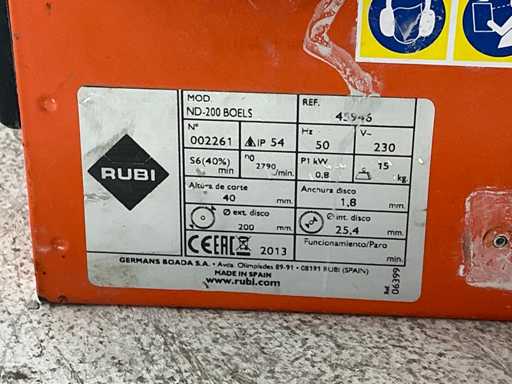 MOD.
ND-200 BOELS
REF.
45946
Nº
002261
IP 54
Hz
50
V~
230
S6(40%)
min
n0
2790
/min.
P1 kW
0,8
15
kg.
Altura de corte
40
mm.
Anchura disco
1,8
mm.
Ø ext. disco
200
mm.
Ø int. disco
25,4
mm.
CE EAC
2013
Funcionamiento/Paro
min.
RUBI
GERMANS BOADA S.A. • Avda. Olimpiades 89-91 • 08191 RUBI (SPAIN)
MADE IN SPAIN
www.rubi.com
Ref.
06399